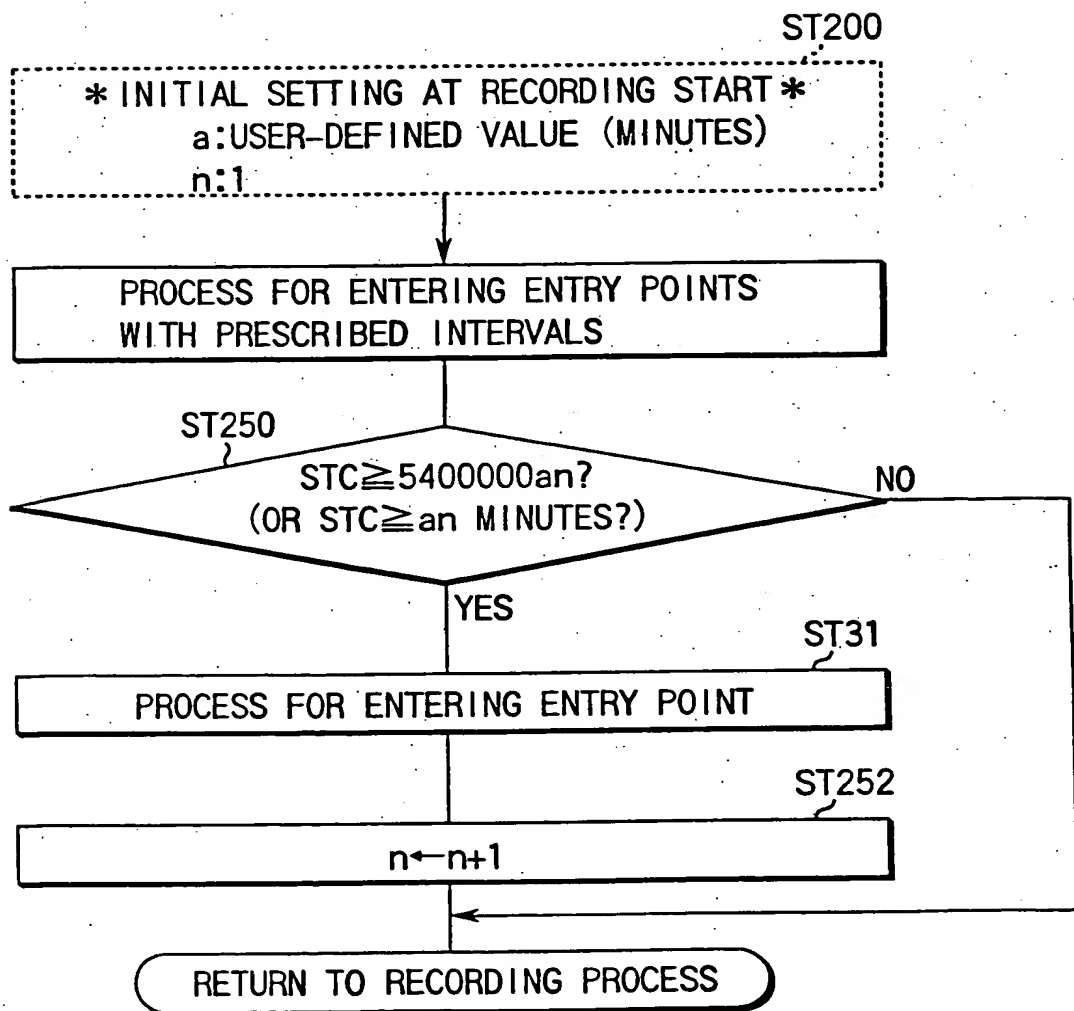 ST200
* INITIAL SETTING AT RECORDING START *
a:USER-DEFINED VALUE (MINUTES)
n:1
PROCESS FOR ENTERING ENTRY POINTS
WITH PRESCRIBED INTERVALS
ST250
STC≧5400000an?
(OR STC≧an MINUTES?)
NO
YES
ST31
PROCESS FOR ENTERING ENTRY POINT
ST252
n←n+1
RETURN TO RECORDING PROCESS